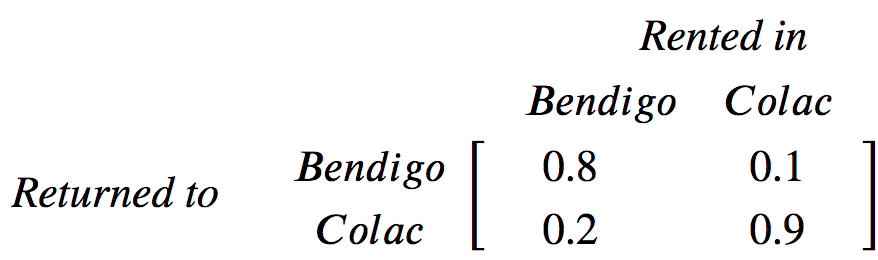 Rented in
Bendigo Colac
Returned to
Bendigo 0.8 0.1
Colac 0.2 0.9